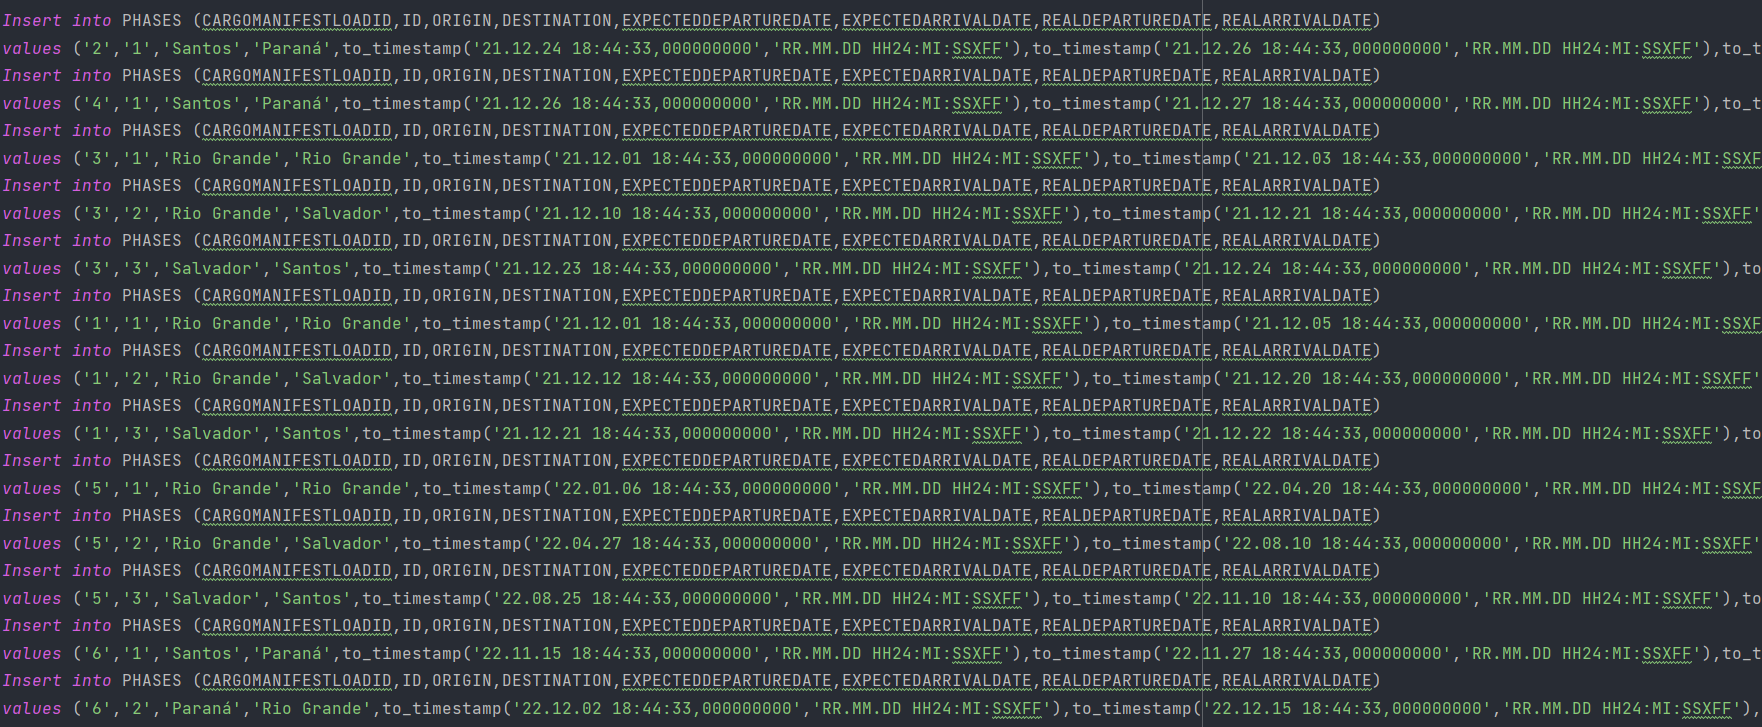 Insert into PHASES (CARGOMANIFESTLOADID,ID,ORIGIN,DESTINATION,EXPECTEDDEPARTUREDATE,EXPECTEDARRIVALDATE,REALDEPARTUREDATE,REALARRIVALDATE)
values ('2','1','Santos','Paraná',to_timestamp('21.12.24 18:44:33,000000000','RR.MM.DD HH24:MI:SSXFF'),to_timestamp('21.12.26 18:44:33,000000000','RR.MM.DD HH24:MI:SSXFF'),to_t
Insert into PHASES (CARGOMANIFESTLOADID,ID,ORIGIN,DESTINATION,EXPECTEDDEPARTUREDATE,EXPECTEDARRIVALDATE,REALDEPARTUREDATE,REALARRIVALDATE)
values ('4','1','Santos','Paraná',to_timestamp('21.12.26 18:44:33,000000000','RR.MM.DD HH24:MI:SSXFF'),to_timestamp('21.12.27 18:44:33,000000000','RR.MM.DD HH24:MI:SSXFF'),to_t
Insert into PHASES (CARGOMANIFESTLOADID,ID,ORIGIN,DESTINATION,EXPECTEDDEPARTUREDATE,EXPECTEDARRIVALDATE,REALDEPARTUREDATE,REALARRIVALDATE)
values ('3','1','Rio Grande','Rio Grande',to_timestamp('21.12.01 18:44:33,000000000','RR.MM.DD HH24:MI:SSXFF'),to_timestamp('21.12.03 18:44:33,000000000','RR.MM.DD HH24:MI:SSXF
Insert into PHASES (CARGOMANIFESTLOADID,ID,ORIGIN,DESTINATION,EXPECTEDDEPARTUREDATE,EXPECTEDARRIVALDATE,REALDEPARTUREDATE,REALARRIVALDATE)
values ('3','2','Rio Grande','Salvador',to_timestamp('21.12.10 18:44:33,000000000','RR.MM.DD HH24:MI:SSXFF'),to_timestamp('21.12.21 18:44:33,000000000','RR.MM.DD HH24:MI:SSXFF'
Insert into PHASES (CARGOMANIFESTLOADID,ID,ORIGIN,DESTINATION,EXPECTEDDEPARTUREDATE,EXPECTEDARRIVALDATE,REALDEPARTUREDATE,REALARRIVALDATE)
values ('3','3','Salvador','Santos',to_timestamp('21.12.23 18:44:33,000000000','RR.MM.DD HH24:MI:SSXFF'),to_timestamp('21.12.24 18:44:33,000000000','RR.MM.DD HH24:MI:SSXFF'),to
Insert into PHASES (CARGOMANIFESTLOADID,ID,ORIGIN,DESTINATION,EXPECTEDDEPARTUREDATE,EXPECTEDARRIVALDATE,REALDEPARTUREDATE,REALARRIVALDATE)
values ('1','1','Rio Grande','Rio Grande',to_timestamp('21.12.01 18:44:33,000000000','RR.MM.DD HH24:MI:SSXFF'),to_timestamp('21.12.05 18:44:33,000000000','RR.MM.DD HH24:MI:SSXF
Insert into PHASES (CARGOMANIFESTLOADID,ID,ORIGIN,DESTINATION,EXPECTEDDEPARTUREDATE,EXPECTEDARRIVALDATE,REALDEPARTUREDATE,REALARRIVALDATE)
values ('1','2','Rio Grande','Salvador',to_timestamp('21.12.12 18:44:33,000000000','RR.MM.DD HH24:MI:SSXFF'),to_timestamp('21.12.20 18:44:33,000000000','RR.MM.DD HH24:MI:SSXFF'
Insert into PHASES (CARGOMANIFESTLOADID,ID,ORIGIN,DESTINATION,EXPECTEDDEPARTUREDATE,EXPECTEDARRIVALDATE,REALDEPARTUREDATE,REALARRIVALDATE)
values ('1','3','Salvador','Santos',to_timestamp('21.12.21 18:44:33,000000000','RR.MM.DD HH24:MI:SSXFF'),to_timestamp('21.12.22 18:44:33,000000000','RR.MM.DD HH24:MI:SSXFF'),to
Insert into PHASES (CARGOMANIFESTLOADID,ID,ORIGIN,DESTINATION,EXPECTEDDEPARTUREDATE,EXPECTEDARRIVALDATE,REALDEPARTUREDATE,REALARRIVALDATE)
values ('5','1','Rio Grande','Rio Grande',to_timestamp('22.01.06 18:44:33,000000000','RR.MM.DD HH24:MI:SSXFF'),to_timestamp('22.04.20 18:44:33,000000000','RR.MM.DD HH24:MI:SSXF
Insert into PHASES (CARGOMANIFESTLOADID,ID,ORIGIN,DESTINATION,EXPECTEDDEPARTUREDATE,EXPECTEDARRIVALDATE,REALDEPARTUREDATE,REALARRIVALDATE)
values ('5','2','Rio Grande','Salvador',to_timestamp('22.04.27 18:44:33,000000000','RR.MM.DD HH24:MI:SSXFF'),to_timestamp('22.08.10 18:44:33,000000000','RR.MM.DD HH24:MI:SSXFF'
Insert into PHASES (CARGOMANIFESTLOADID,ID,ORIGIN,DESTINATION,EXPECTEDDEPARTUREDATE,EXPECTEDARRIVALDATE,REALDEPARTUREDATE,REALARRIVALDATE)
values ('5','3','Salvador','Santos',to_timestamp('22.08.25 18:44:33,000000000','RR.MM.DD HH24:MI:SSXFF'),to_timestamp('22.11.10 18:44:33,000000000','RR.MM.DD HH24:MI:SSXFF'),to
Insert into PHASES (CARGOMANIFESTLOADID,ID,ORIGIN,DESTINATION,EXPECTEDDEPARTUREDATE,EXPECTEDARRIVALDATE,REALDEPARTUREDATE,REALARRIVALDATE)
values ('6','1','Santos','Paraná',to_timestamp('22.11.15 18:44:33,000000000','RR.MM.DD HH24:MI:SSXFF'),to_timestamp('22.11.27 18:44:33,000000000','RR.MM.DD HH24:MI:SSXFF'),to_t
Insert into PHASES (CARGOMANIFESTLOADID,ID,ORIGIN,DESTINATION,EXPECTEDDEPARTUREDATE,EXPECTEDARRIVALDATE,REALDEPARTUREDATE,REALARRIVALDATE)
values ('6','2','Paraná','Rio Grande',to_timestamp('22.12.02 18:44:33,000000000','RR.MM.DD HH24:MI:SSXFF'),to_timestamp('22.12.15 18:44:33,000000000','RR.MM.DD HH24:MI:SSXFF'),